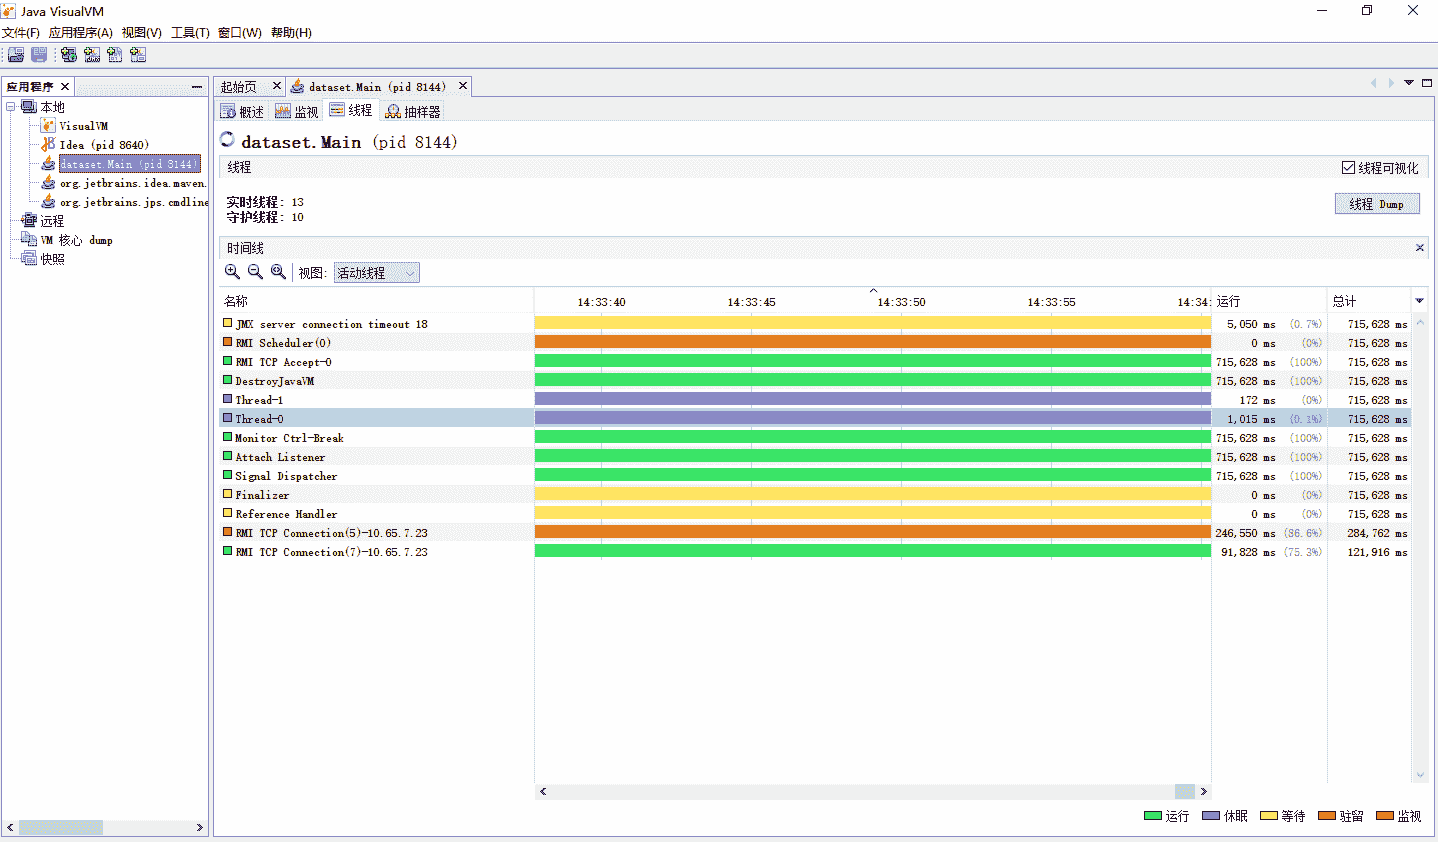 Java VisualVM
文件(F) 应用程序(A) 视图(V) 工具(T) 窗口(W) 帮助(H)
应用程序
本地
VisualVM
Idea (pid 8640)
dataset.Main (pid 8144)
org.jetbrains.idea.maven.
org.jetbrains.jps.cmdline
远程
VM 核心 dump
快照
起始页 dataset.Main (pid 8144)
概述 监视 线程 抽样器
dataset.Main (pid 8144)
线程 线程可视化
实时线程: 13
守护线程: 10
线程 Dump
时间线
视图: 活动线程
名称 14:33:40 14:33:45 14:33:50 14:33:55 14:34: 运行 总计
JMX server connection timeout 18 5,050 ms (0.7%) 715,628 ms
RMI Scheduler(0) 0 ms (0%) 715,628 ms
RMI TCP Accept-0 715,628 ms (100%) 715,628 ms
DestroyJavaVM 715,628 ms (100%) 715,628 ms
Thread-1 172 ms (0%) 715,628 ms
Thread-0 1,015 ms (0.1%) 715,628 ms
Monitor Ctrl-Break 715,628 ms (100%) 715,628 ms
Attach Listener 715,628 ms (100%) 715,628 ms
Signal Dispatcher 715,628 ms (100%) 715,628 ms
Finalizer 0 ms (0%) 715,628 ms
Reference Handler 0 ms (0%) 715,628 ms
RMI TCP Connection(5)-10.65.7.23 246,550 ms (86.6%) 284,762 ms
RMI TCP Connection(7)-10.65.7.23 91,828 ms (75.3%) 121,916 ms
运行 休眠 等待 驻留 监视